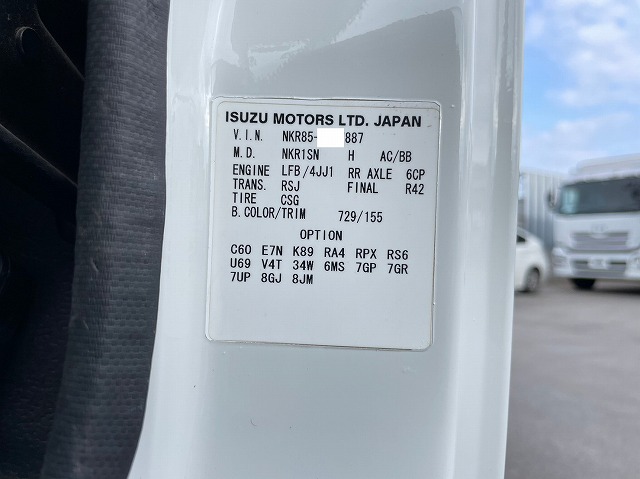 ISUZU MOTORS LTD. JAPAN
V.I.N. NKR85- 887
M.D. NKR1SN H AC/BB
ENGINE LFB/4JJ1 RR AXLE 6CP
TRANS. RSJ FINAL R42
TIRE CSG
B.COLOR/TRIM 729/155
OPTION
C60 E7N K89 RA4 RPX RS6
U69 V4T 34W 6MS 7GP 7GR
7UP 8GJ 8JM